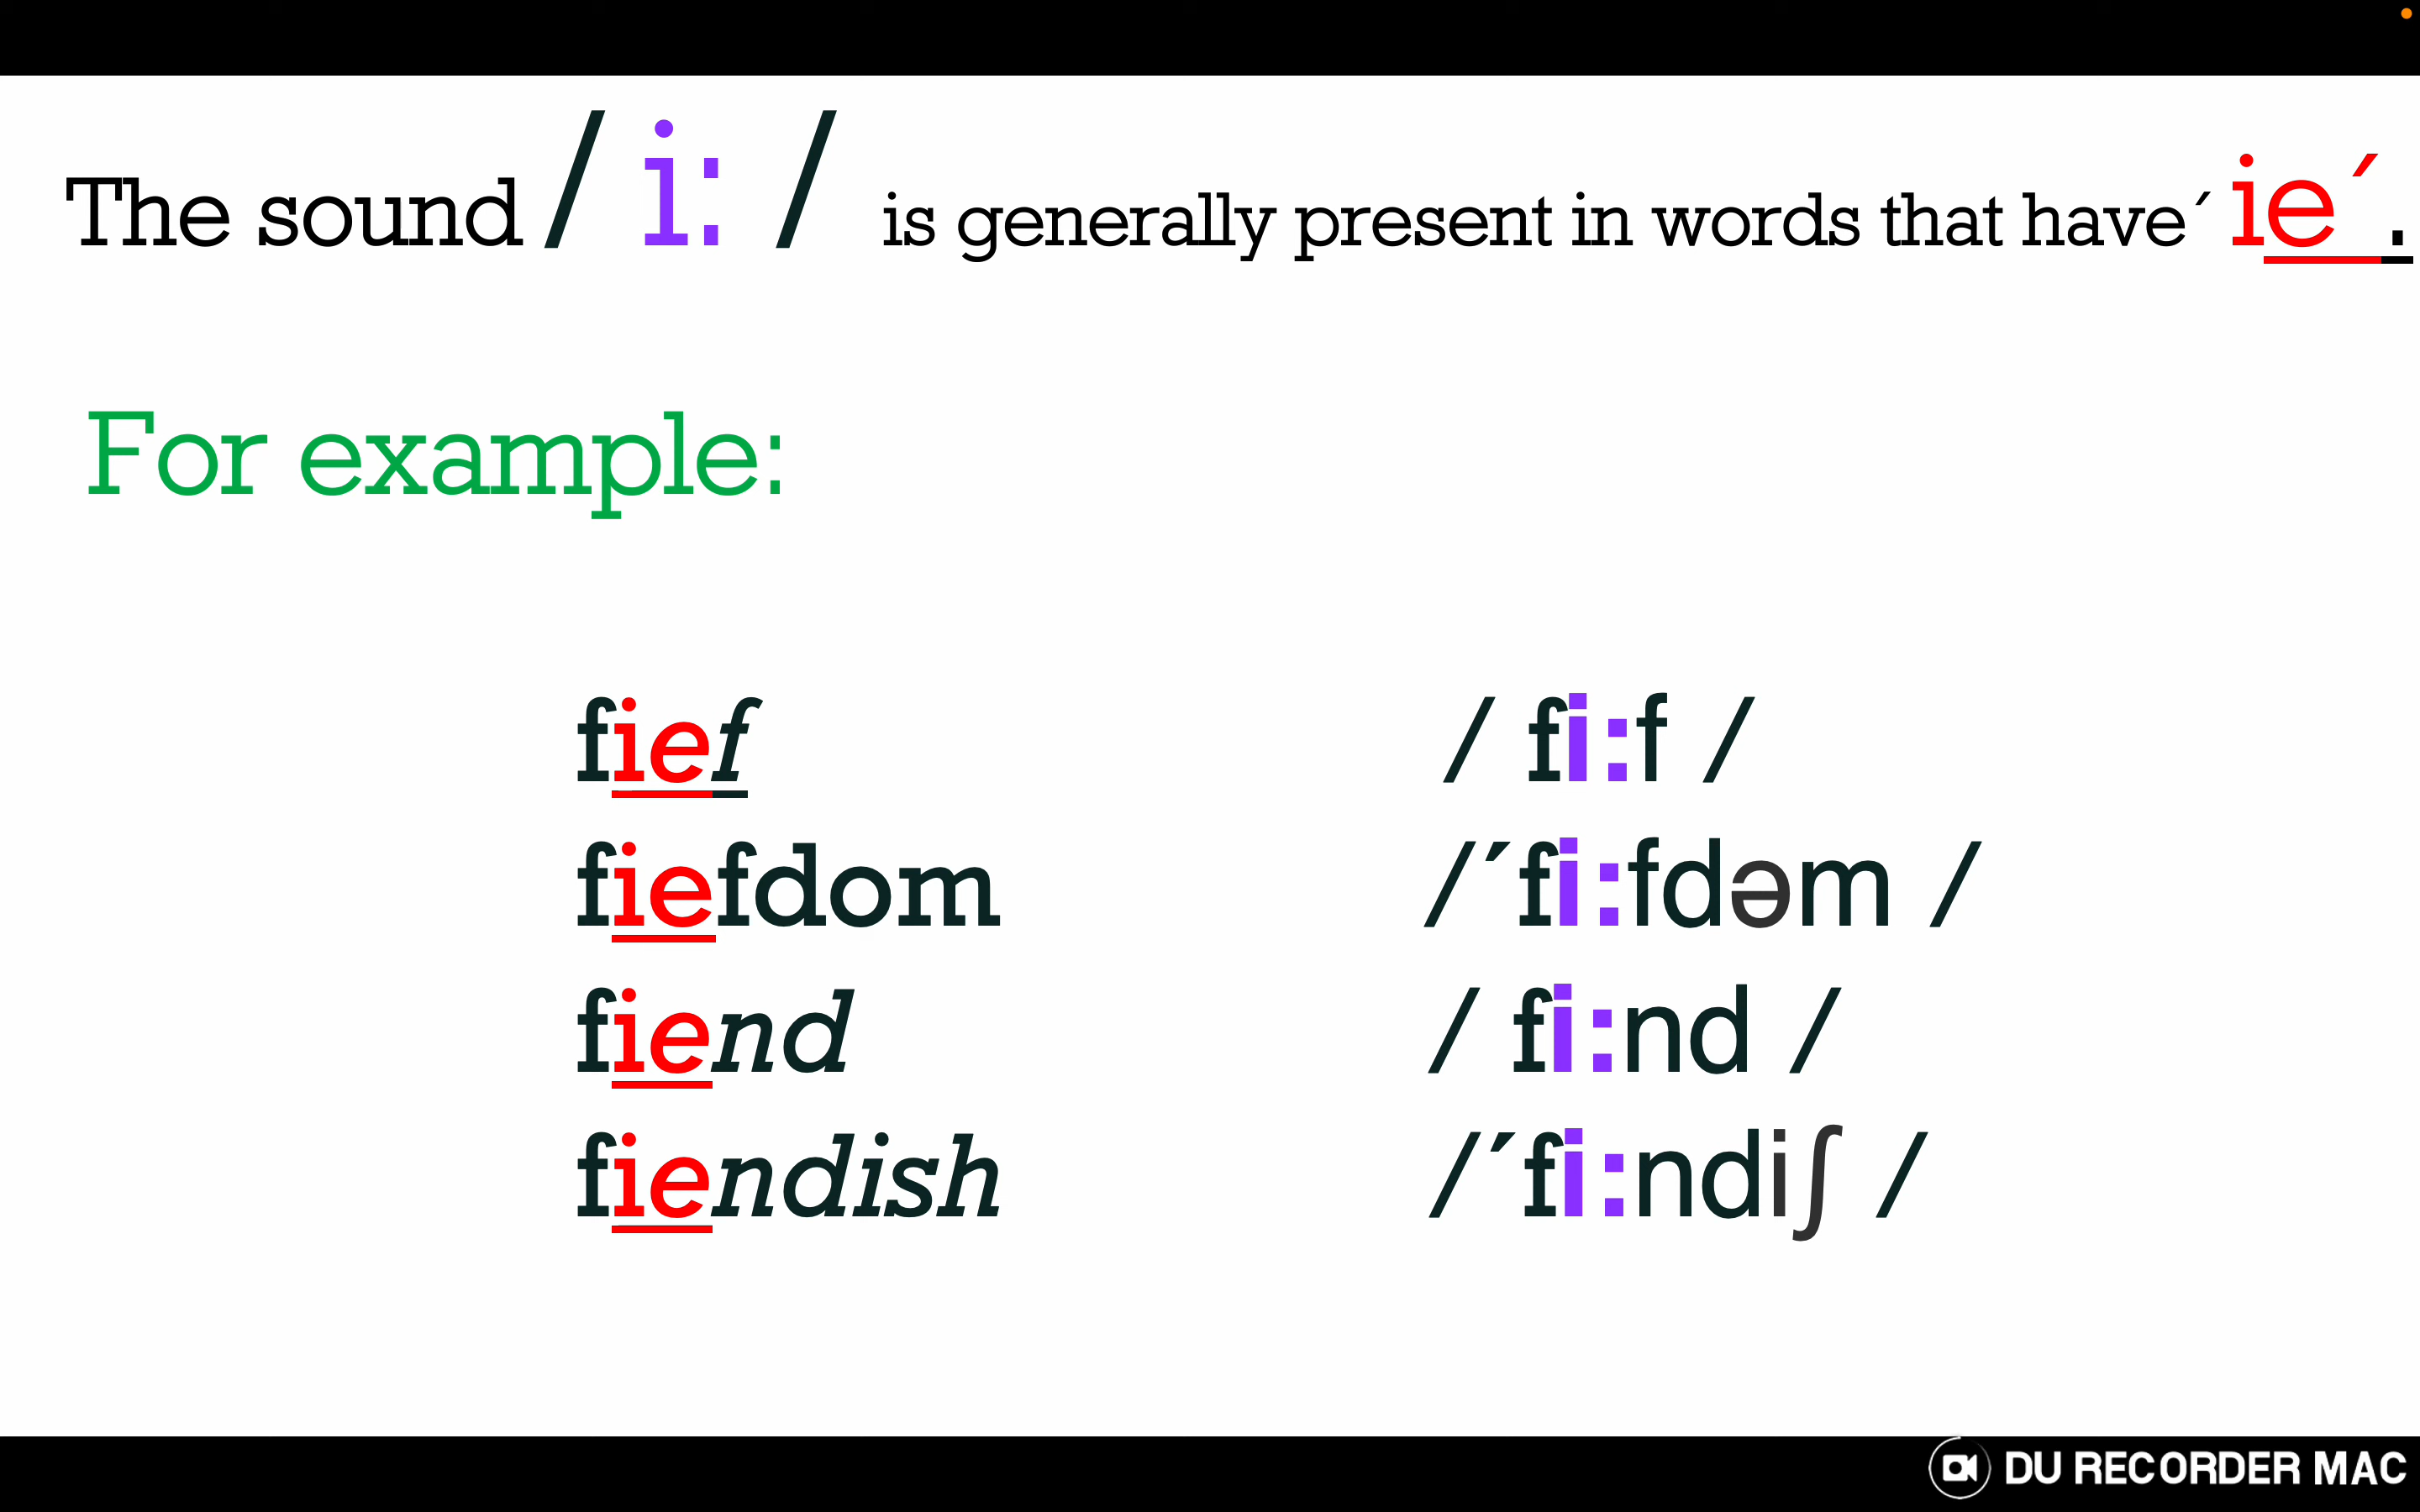 The sound / i: / is generally present in words that have´ ie´.
For example:
fief / fi:f /
fiefdom /´fi:fdəm /
fiend / fi:nd /
fiendish /´fi:ndiʃ /
DU RECORDER MAC